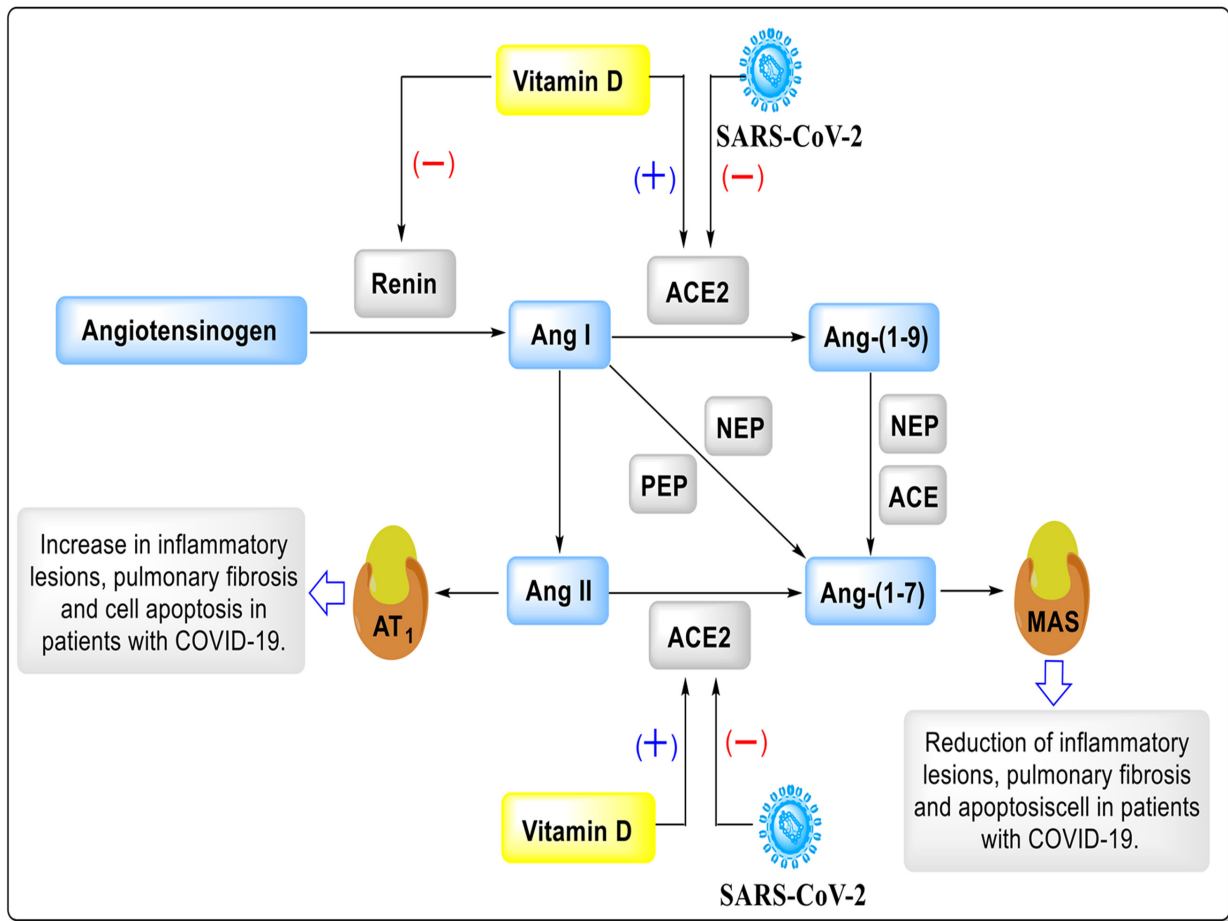 Vitamin D
SARS-CoV-2
(−)
(+)
(−)
Renin
ACE2
Angiotensinogen
Ang I
Ang-(1-9)
NEP
NEP
PEP
ACE
Increase in inflammatory
lesions, pulmonary fibrosis
and cell apoptosis in
patients with COVID-19.
AT1
Ang II
Ang-(1-7)
MAS
ACE2
(+)
(−)
Reduction of inflammatory
lesions, pulmonary fibrosis
and apoptosiscell in patients
with COVID-19.
Vitamin D
SARS-CoV-2